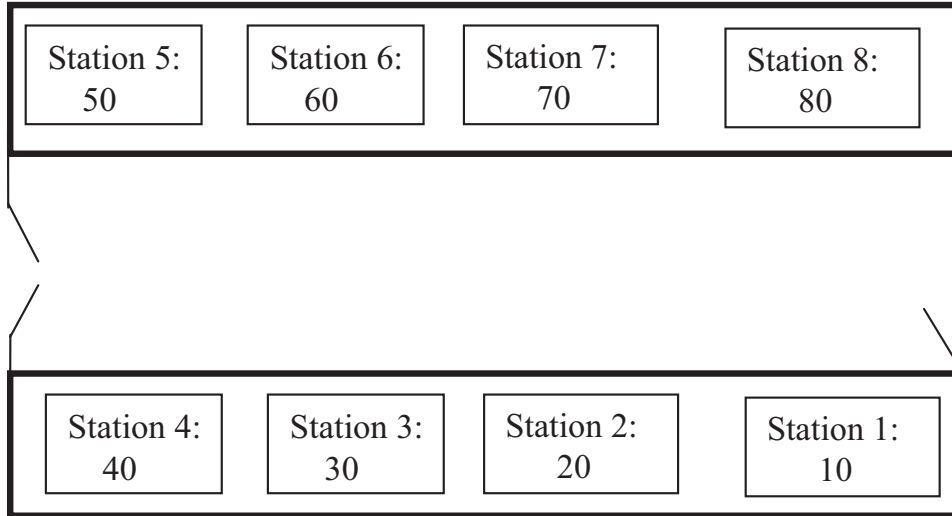 Station 5:
50
Station 6:
60
Station 7:
70
Station 8:
80
Station 4:
40
Station 3:
30
Station 2:
20
Station 1:
10